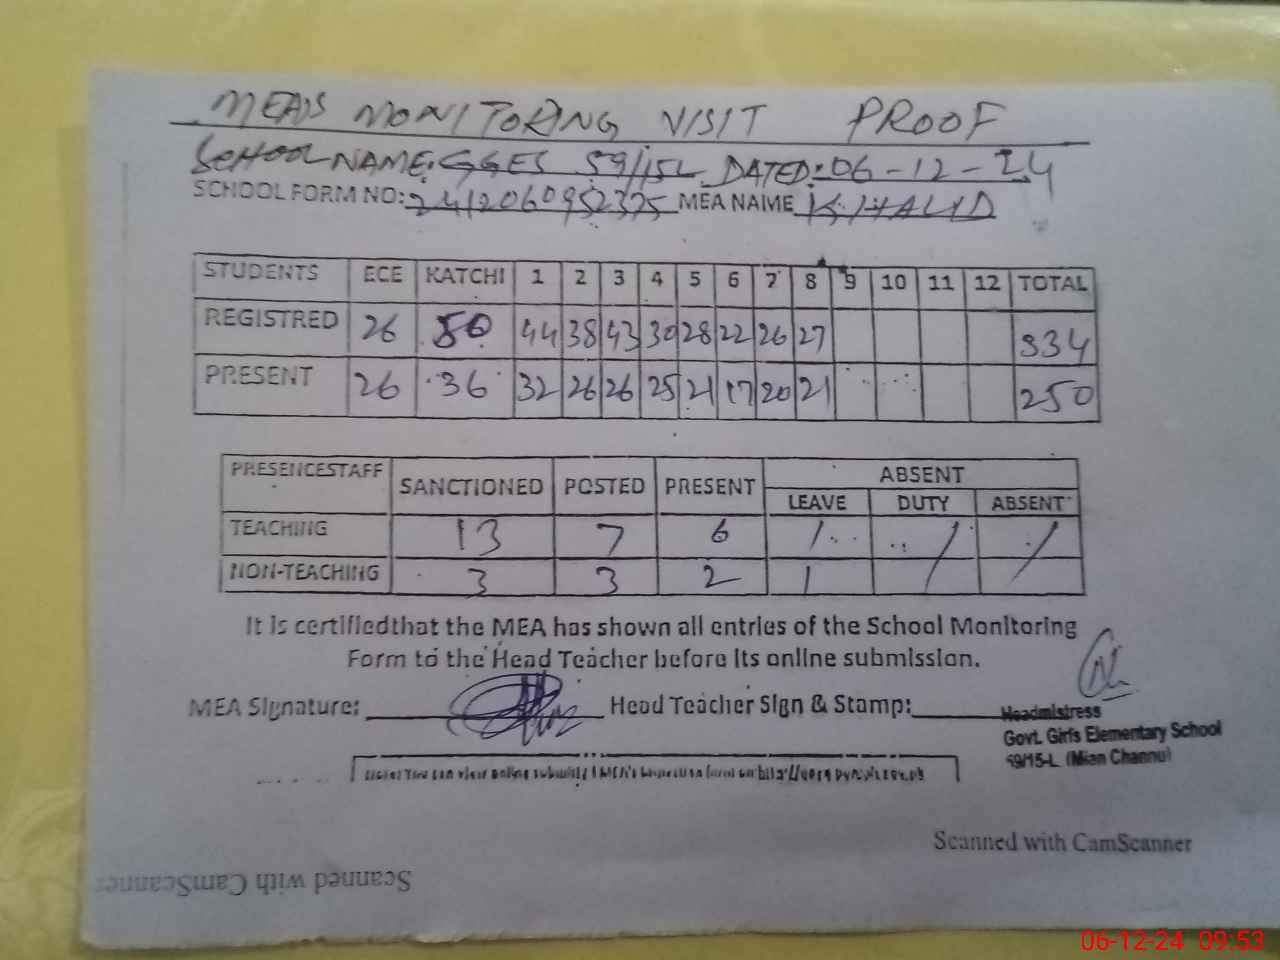 MEA'S MONITORING VISIT PROOF
SCHOOL NAME: GGES 59/15L DATED: 06-12-24
SCHOOL FORM NO: 2412060952375 MEA NAME KHALID
STUDENTS ECE KATCHI 1 2 3 4 5 6 7 8 9 10 11 12 TOTAL
REGISTRED 26 50 44 38 43 30 28 22 26 27 334
PRESENT 26 36 32 26 26 25 21 17 20 21 250
PRESENCESTAFF SANCTIONED POSTED PRESENT ABSENT
LEAVE DUTY ABSENT
TEACHING 13 7 6 1 / /
NON-TEACHING 3 3 2 1
It is certifiedthat the MEA has shown all entries of the School Monitoring
Form to the Head Teacher before its online submission.
MEA Signature: Head Teacher Sign & Stamp:
Headmistress
Govt. Girls Elementary School
59/15-L (Mian Channu)
You can view online
Scanned with CamScanner
Scanned with CamScanner
06-12-24 09:53